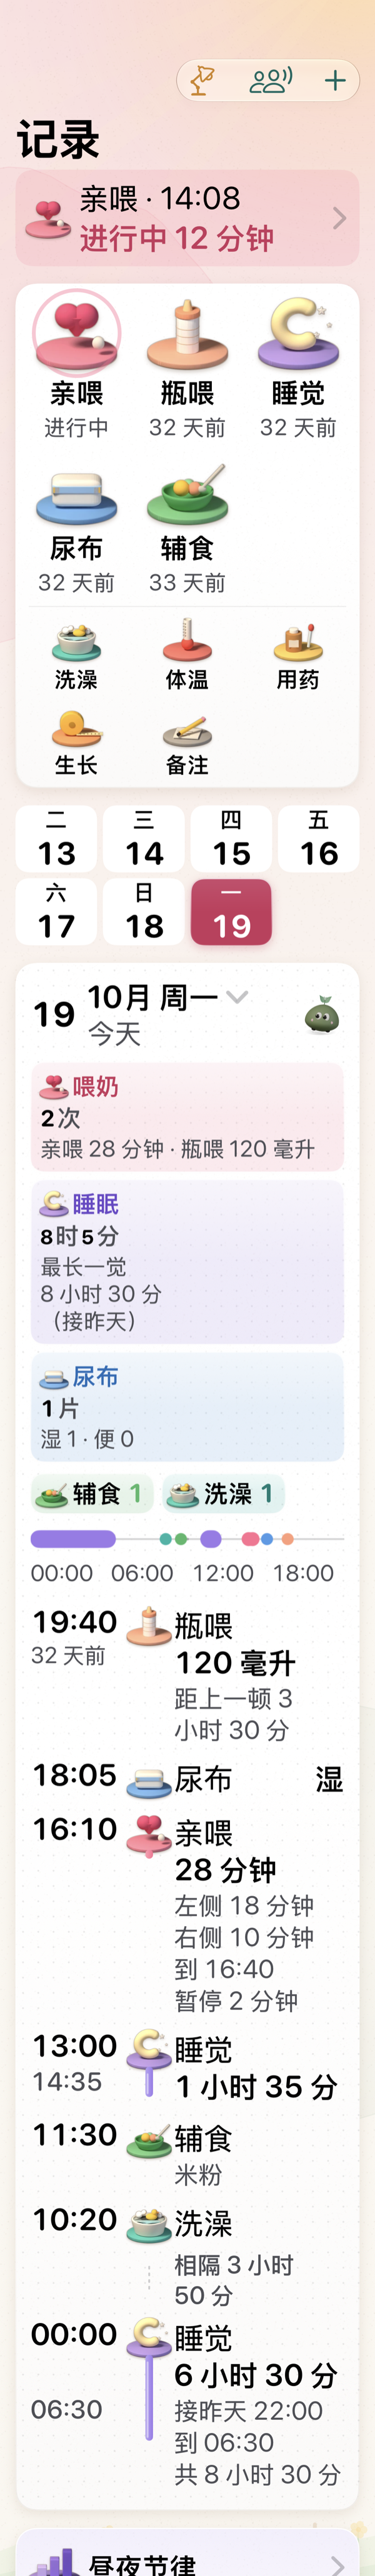 记录
亲喂 · 14:08
进行中 12 分钟
亲喂 瓶喂 睡觉
进行中 32 天前 32 天前
尿布 辅食
32 天前 33 天前
洗澡 体温 用药
生长 备注
二 三 四 五
13 14 15 16
六 日 一
17 18 19
19 10月 周一
今天
喂奶
2次
亲喂 28 分钟 · 瓶喂 120 毫升
睡眠
8时5分
最长一觉
8 小时 30 分
（接昨天）
尿布
1片
湿 1 · 便 0
辅食 1 洗澡 1
00:00 06:00 12:00 18:00
19:40 瓶喂
32 天前 120 毫升
距上一顿 3
小时 30 分
18:05 尿布 湿
16:10 亲喂
28 分钟
左侧 18 分钟
右侧 10 分钟
到 16:40
暂停 2 分钟
13:00 睡觉
14:35 1 小时 35 分
11:30 辅食
米粉
10:20 洗澡
相隔 3 小时
50 分
00:00 睡觉
6 小时 30 分
06:30 接昨天 22:00
到 06:30
共 8 小时 30 分
昼夜节律